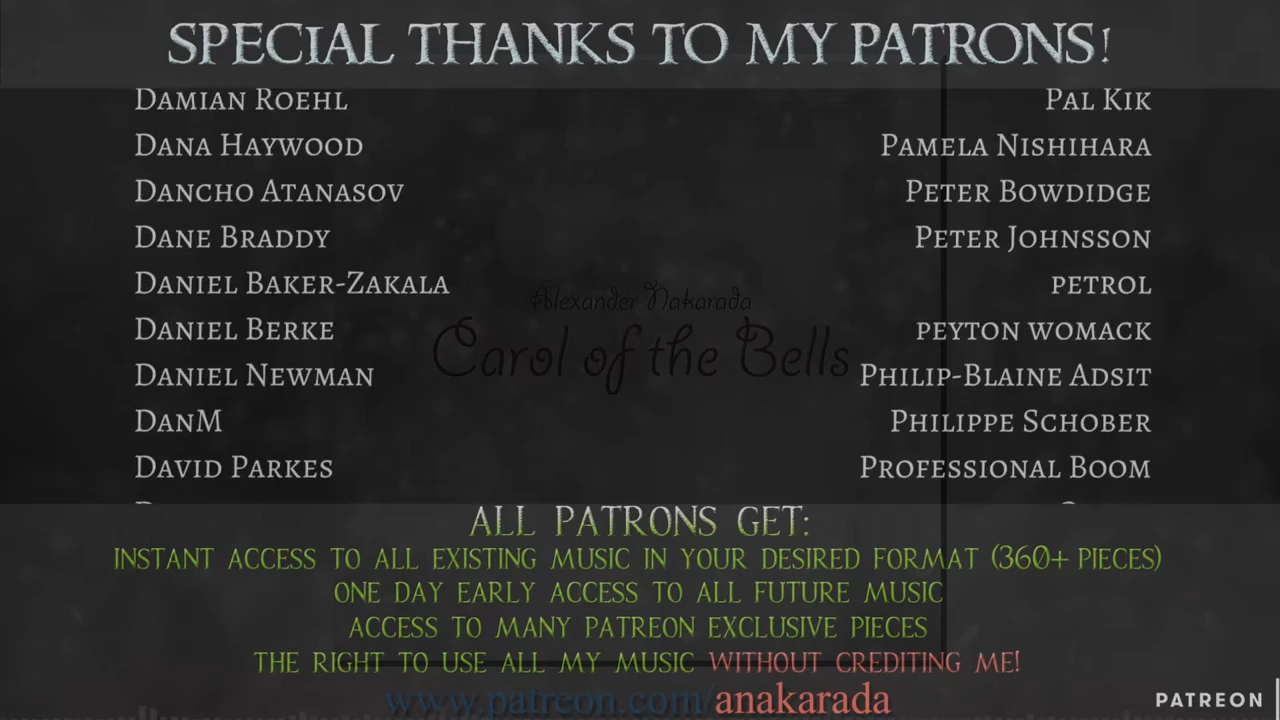 SPECIAL THANKS TO MY PATRONS!
DAMIAN ROEHL
DANA HAYWOOD
DANCHO ATANASOV
DANE BRADDY
DANIEL BAKER-ZAKALA
DANIEL BERKE
DANIEL NEWMAN
DANM
DAVID PARKES
PAL KIK
PAMELA NISHIHARA
PETER BOWDIDGE
PETER JOHNSSON
PETROL
PEYTON WOMACK
PHILIP-BLAINE ADSIT
PHILIPPE SCHOBER
PROFESSIONAL BOOM
Alexander Nakarada
Carol of the Bells
ALL PATRONS GET:
INSTANT ACCESS TO ALL EXISTING MUSIC IN YOUR DESIRED FORMAT (360+ PIECES)
ONE DAY EARLY ACCESS TO ALL FUTURE MUSIC
ACCESS TO MANY PATREON EXCLUSIVE PIECES
THE RIGHT TO USE ALL MY MUSIC WITHOUT CREDITING ME!
www.patreon.com/anakarada
PATREON